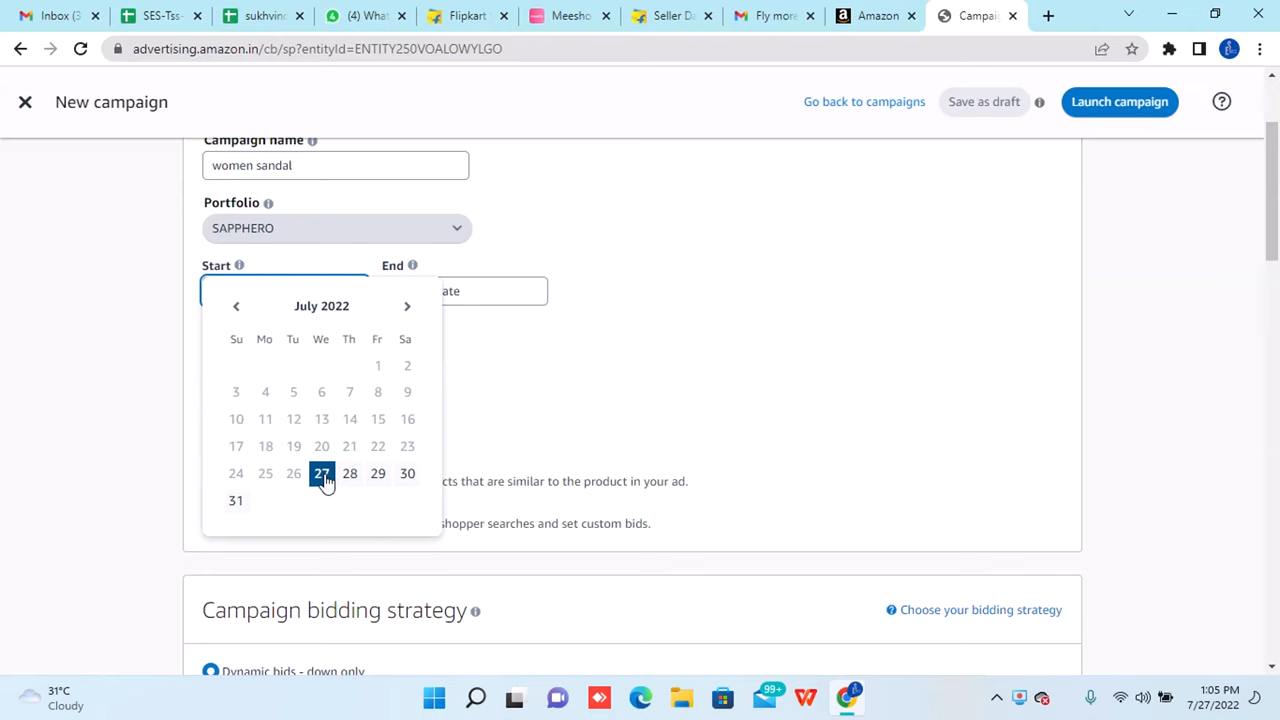 Inbox (3
SES-Tss-
sukhvind
(4) What
Flipkart
Meesho
Seller Da
Fly more
Amazon
Campai
advertising.amazon.in/cb/sp?entityId=ENTITY250VOALOWYLGO
New campaign
Go back to campaigns
Save as draft
Launch campaign
Campaign name
women sandal
Portfolio
SAPPHERO
Start End
ate
July 2022
Su Mo Tu We Th Fr Sa
1 2
3 4 5 6 7 8 9
10 11 12 13 14 15 16
17 18 19 20 21 22 23
24 25 26 27 28 29 30
31
cts that are similar to the product in your ad.
shopper searches and set custom bids.
Campaign bidding strategy
Choose your bidding strategy
Dynamic bids - down only
31°C
Cloudy
99+
1:05 PM
7/27/2022